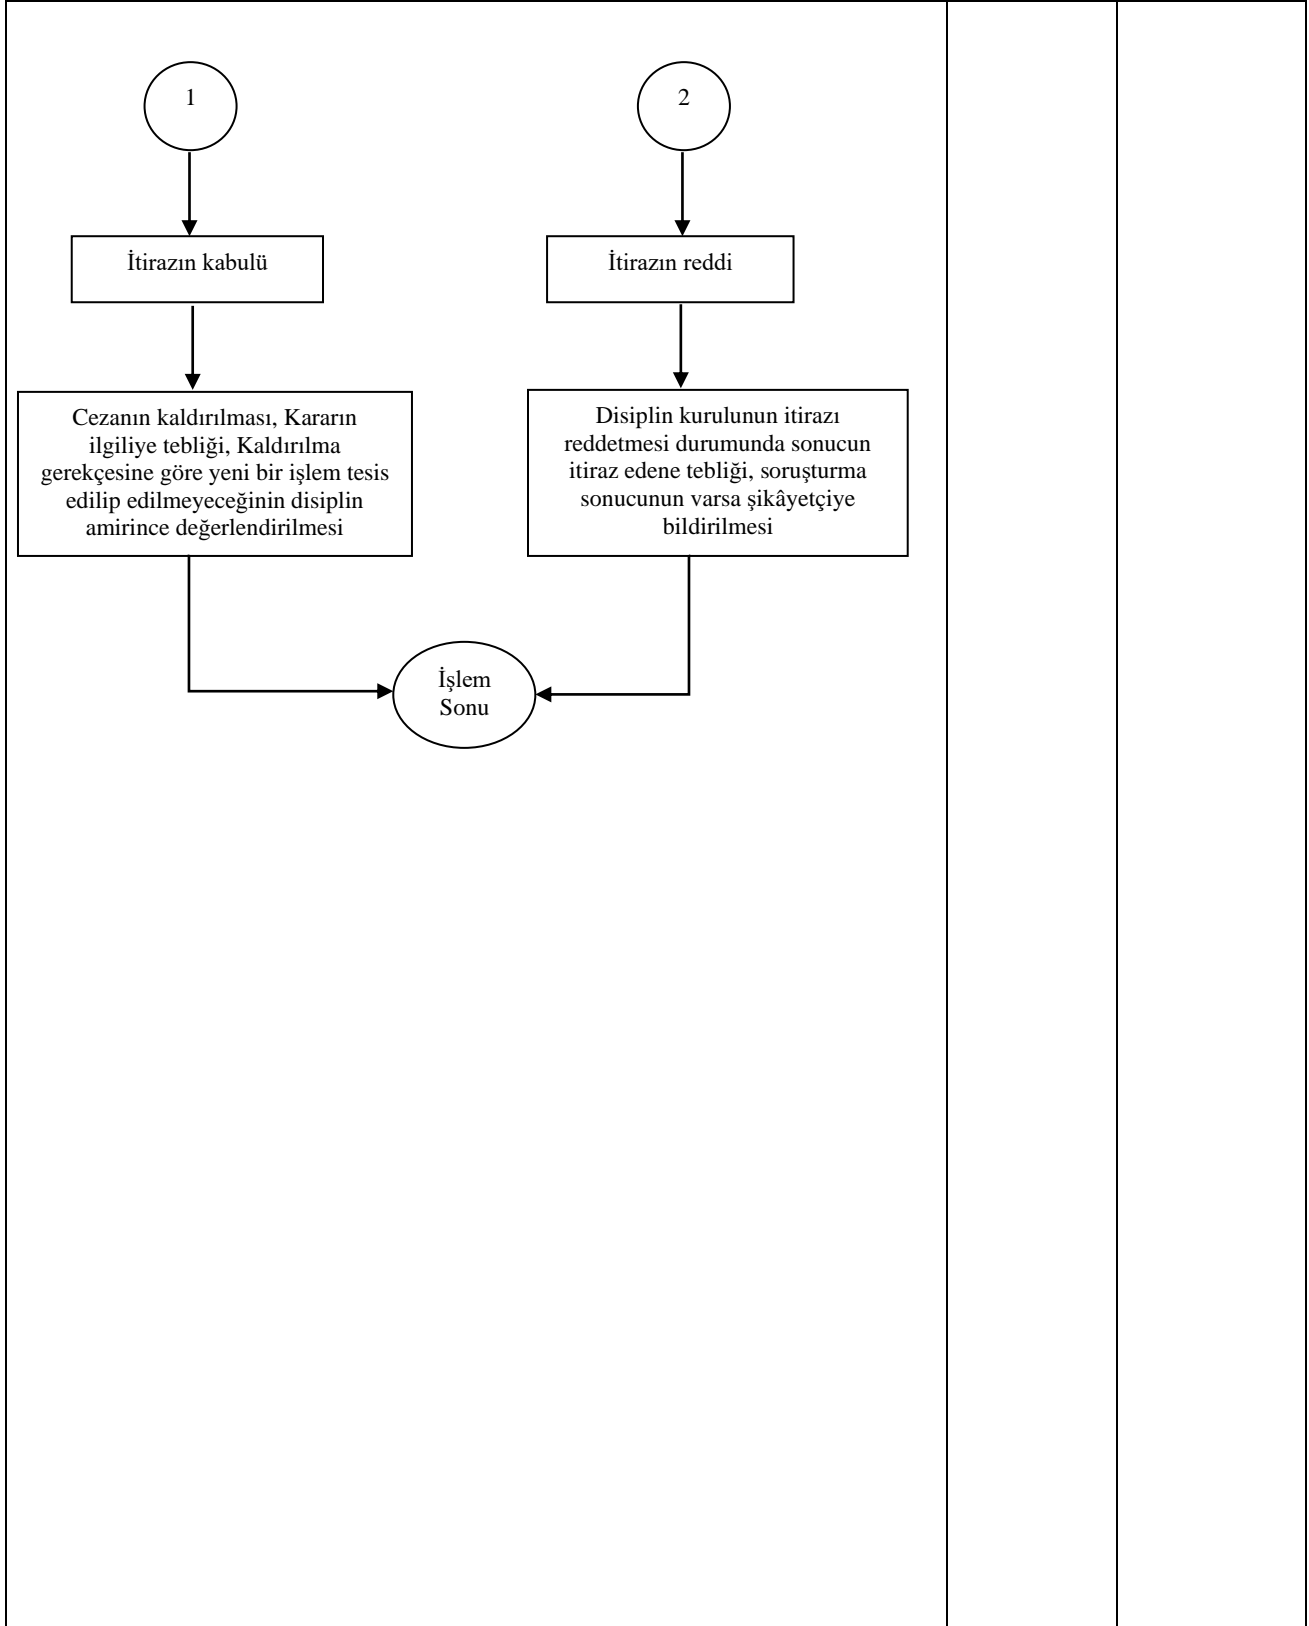 1
2
İtirazın kabulü
İtirazın reddi
Cezanın kaldırılması, Kararın
ilgiliye tebliği, Kaldırılma
gerekçesine göre yeni bir işlem tesis
edilip edilmeyeceğinin disiplin
amirince değerlendirilmesi
Disiplin kurulunun itirazı
reddetmesi durumunda sonucun
itiraz edene tebliği, soruşturma
sonucunun varsa şikâyetçiye
bildirilmesi
İşlem
Sonu